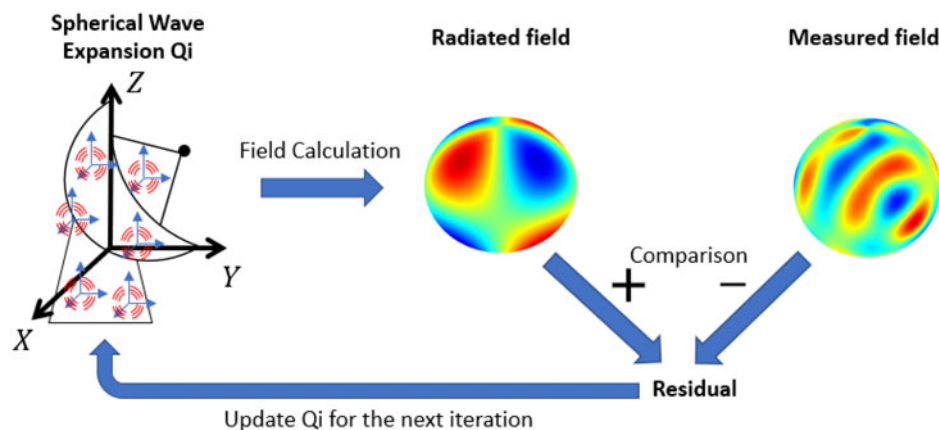 Spherical Wave
Expansion Qi
Radiated field
Measured field
Z
Field Calculation
Y
X
Comparison
+
−
Residual
Update Qi for the next iteration